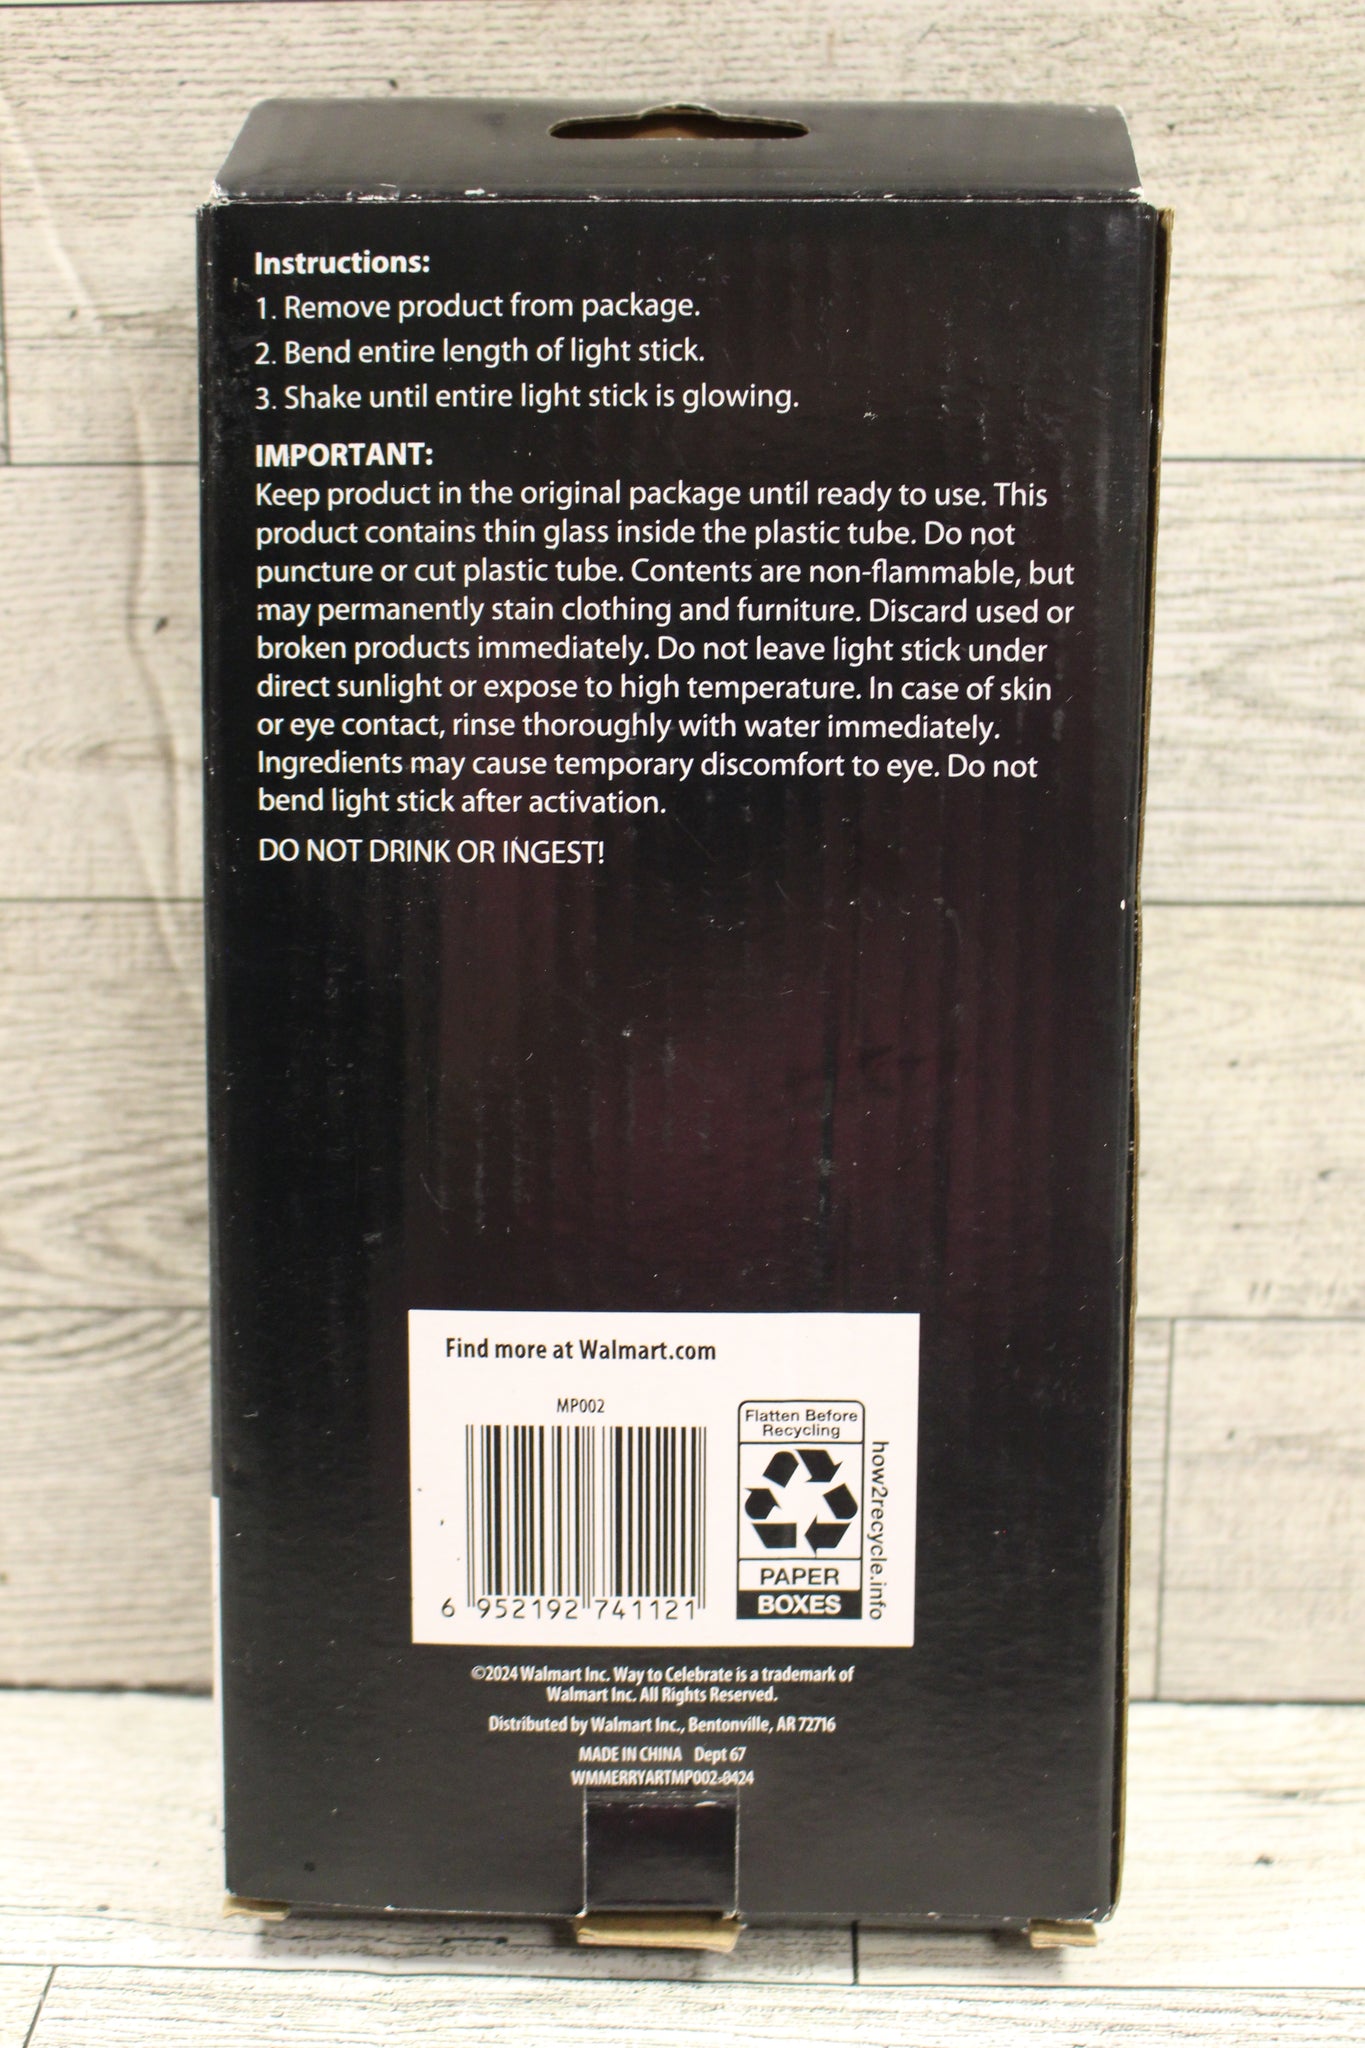 Instructions:
1. Remove product from package.
2. Bend entire length of light stick.
3. Shake until entire light stick is glowing.
IMPORTANT:
Keep product in the original package until ready to use. This
product contains thin glass inside the plastic tube. Do not
puncture or cut plastic tube. Contents are non-flammable, but
may permanently stain clothing and furniture. Discard used or
broken products immediately. Do not leave light stick under
direct sunlight or expose to high temperature. In case of skin
or eye contact, rinse thoroughly with water immediately.
Ingredients may cause temporary discomfort to eye. Do not
bend light stick after activation.
DO NOT DRINK OR INGEST!
Find more at Walmart.com
MP002
6 952192 741121
Flatten Before
Recycling
PAPER
BOXES
how2recycle.info
©2024 Walmart Inc. Way to Celebrate is a trademark of
Walmart Inc. All Rights Reserved.
Distributed by Walmart Inc., Bentonville, AR 72716
MADE IN CHINA Dept 67
WMMERRYARTMP002-0424